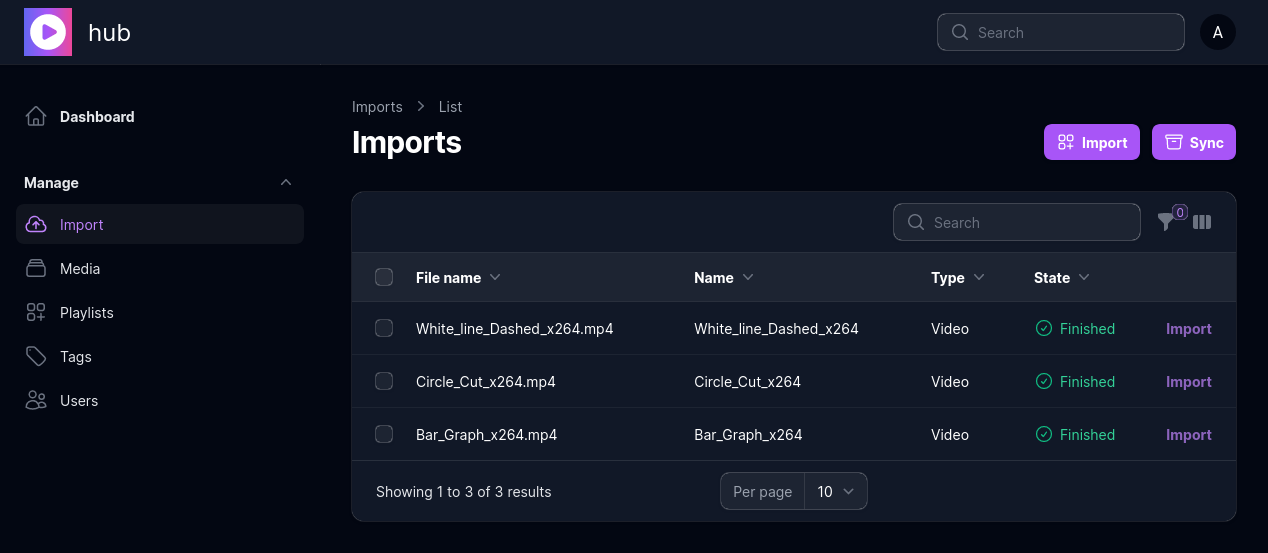 hub
Search
A
Dashboard
Manage
Import
Media
Playlists
Tags
Users
Imports List
Imports
Import Sync
Search
0
File name Name Type State
White_line_Dashed_x264.mp4 White_line_Dashed_x264 Video Finished Import
Circle_Cut_x264.mp4 Circle_Cut_x264 Video Finished Import
Bar_Graph_x264.mp4 Bar_Graph_x264 Video Finished Import
Showing 1 to 3 of 3 results Per page 10